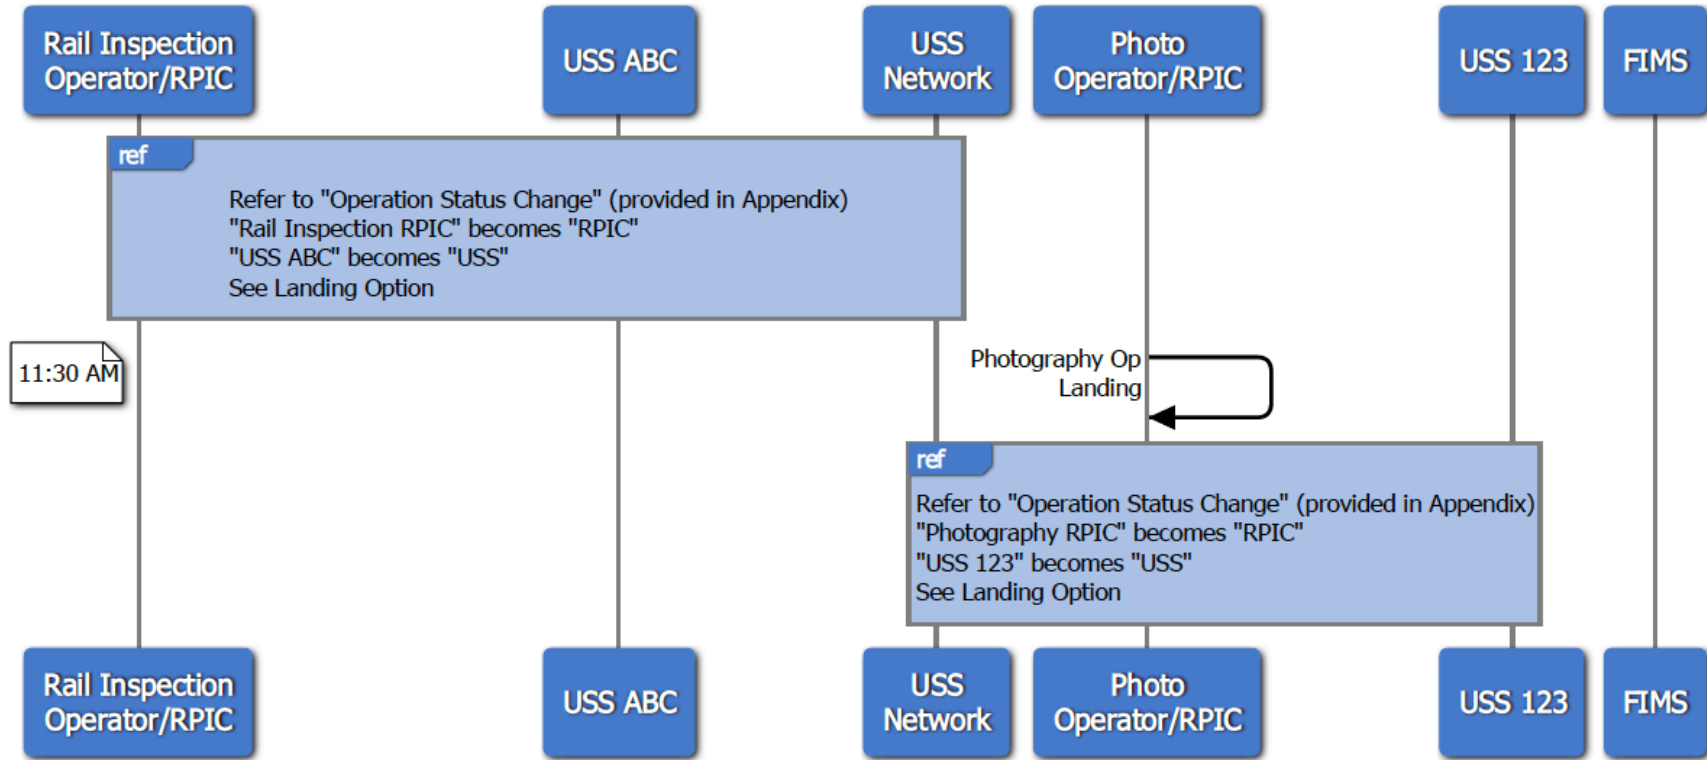 Rail Inspection
Operator/RPIC
USS ABC
USS
Network
Photo
Operator/RPIC
USS 123
FIMS
ref
Refer to "Operation Status Change" (provided in Appendix)
"Rail Inspection RPIC" becomes "RPIC"
"USS ABC" becomes "USS"
See Landing Option
11:30 AM
Photography Op
Landing
ref
Refer to "Operation Status Change" (provided in Appendix)
"Photography RPIC" becomes "RPIC"
"USS 123" becomes "USS"
See Landing Option
Rail Inspection
Operator/RPIC
USS ABC
USS
Network
Photo
Operator/RPIC
USS 123
FIMS